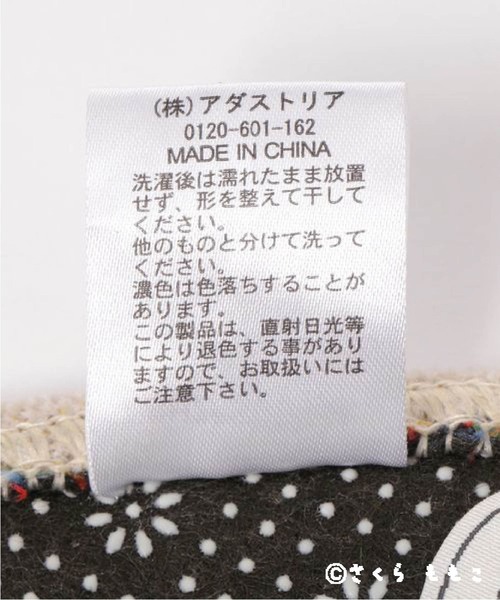 (株)アダストリア
0120-601-162
MADE IN CHINA
洗濯後は濡れたまま放置
せず、形を整えて干して
ください。
他のものと分けて洗って
ください。
濃色は色落ちすることが
あります。
この製品は、直射日光等
により退色する事があり
ますので、お取扱いには
ご注意下さい。
©さくらももこ